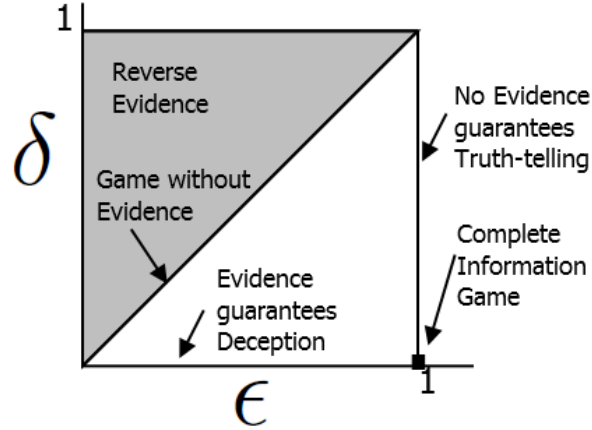 1
Reverse
Evidence
δ
Game without
Evidence
Evidence
guarantees
Deception
No Evidence
guarantees
Truth-telling
Complete
Information
Game
ϵ
1